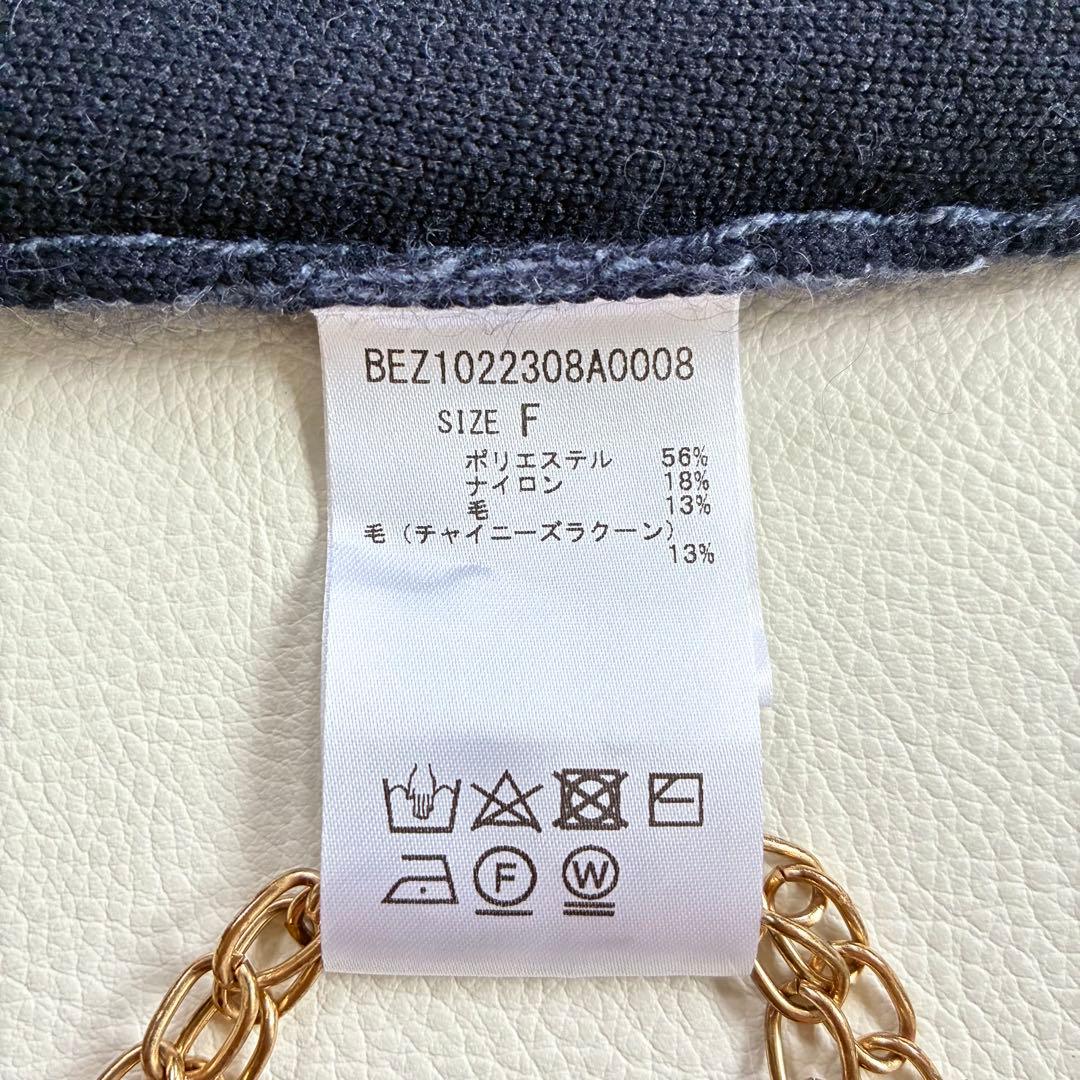 BEZ1022308A0008
SIZE F
ポリエステル 56%
ナイロン 18%
毛 13%
毛(チャイニーズラクーン)
13%
F W